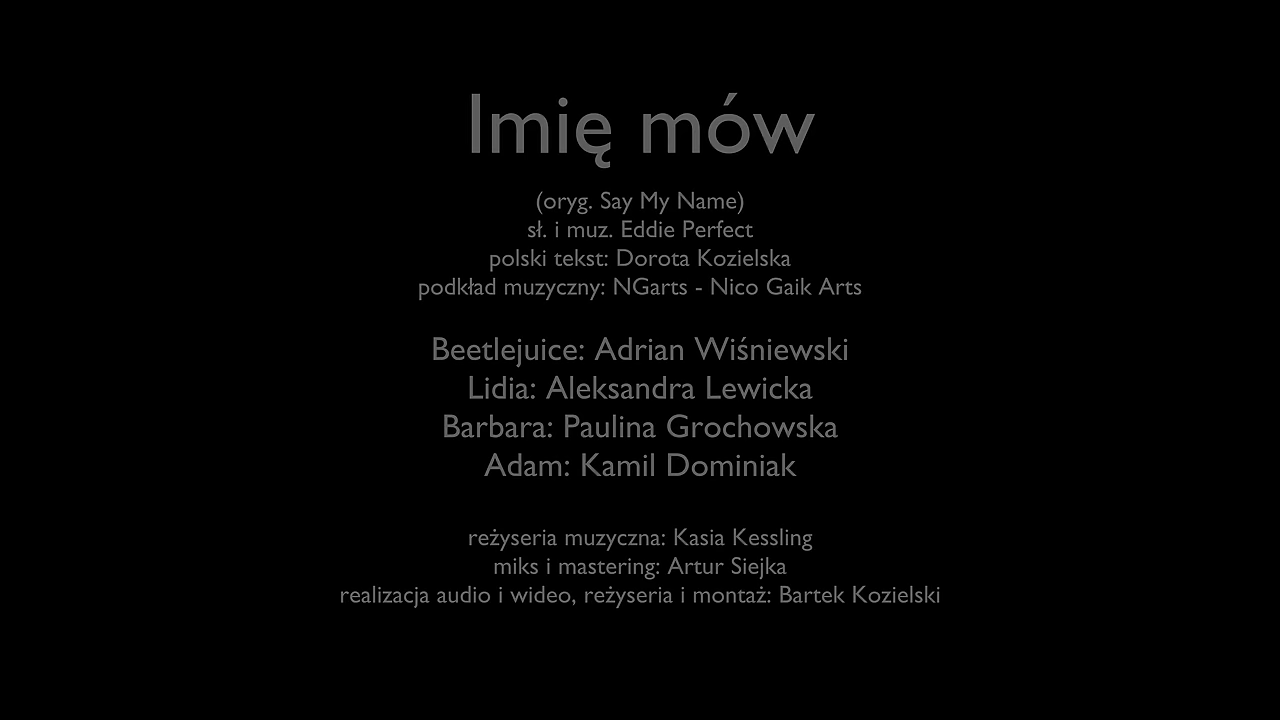 Imię mów
(oryg. Say My Name)
sł. i muz. Eddie Perfect
polski tekst: Dorota Kozielska
podkład muzyczny: NGarts - Nico Gaik Arts
Beetlejuice: Adrian Wiśniewski
Lidia: Aleksandra Lewicka
Barbara: Paulina Grochowska
Adam: Kamil Dominiak
reżyseria muzyczna: Kasia Kessling
miks i mastering: Artur Siejka
realizacja audio i wideo, reżyseria i montaż: Bartek Kozielski